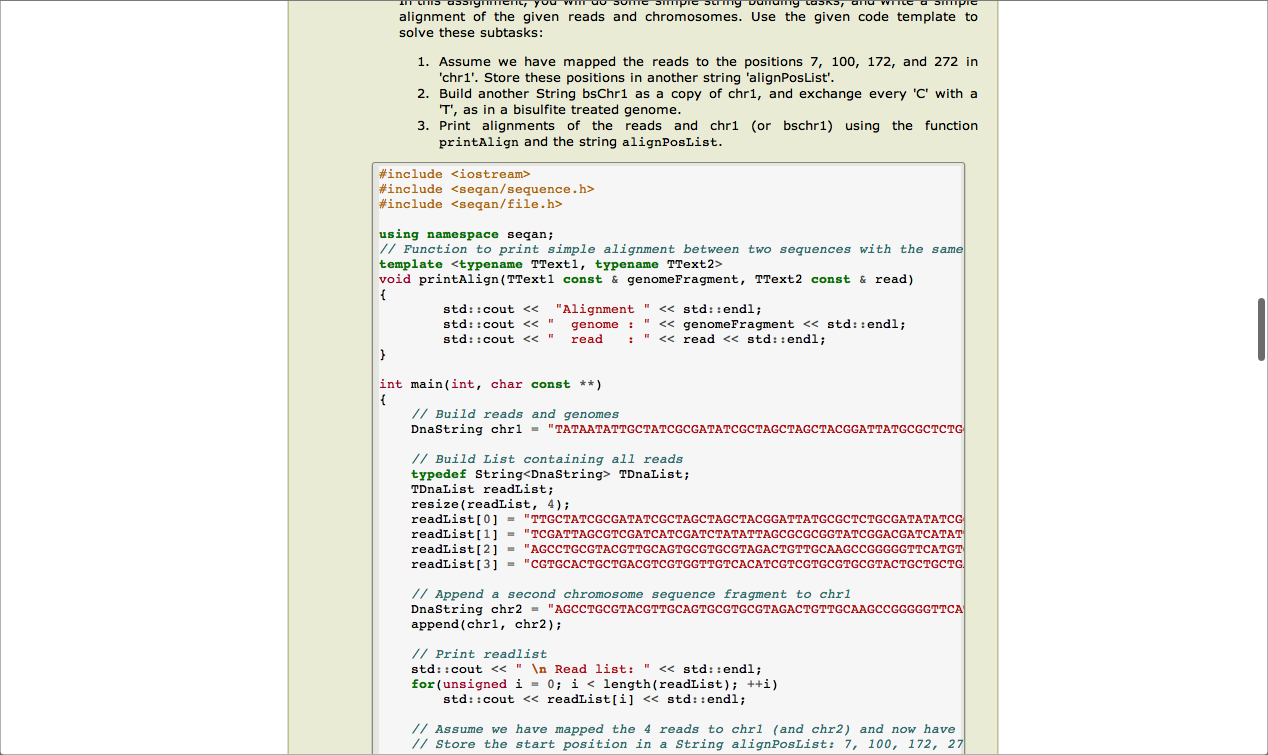 In this assignment, you will do some simple string building tasks, and write a simple
alignment of the given reads and chromosomes. Use the given code template to
solve these subtasks:
1. Assume we have mapped the reads to the positions 7, 100, 172, and 272 in
'chr1'. Store these positions in another string 'alignPosList'.
2. Build another String bsChr1 as a copy of chr1, and exchange every 'C' with a
'T', as in a bisulfite treated genome.
3. Print alignments of the reads and chr1 (or bschr1) using the function
printAlign and the string alignPosList.
#include <iostream>
#include <seqan/sequence.h>
#include <seqan/file.h>
using namespace seqan;
// Function to print simple alignment between two sequences with the same
template <typename TText1, typename TText2>
void printAlign(TText1 const & genomeFragment, TText2 const & read)
{
std::cout <<  "Alignment " << std::endl;
std::cout << "  genome : " << genomeFragment << std::endl;
std::cout << "  read   : " << read << std::endl;
}
int main(int, char const **)
{
// Build reads and genomes
DnaString chr1 = "TATAATATTGCTATCGCGATATCGCTAGCTAGCTACGGATTATGCGCTCTG
// Build List containing all reads
typedef String<DnaString> TDnaList;
TDnaList readList;
resize(readList, 4);
readList[0] = "TTGCTATCGCGATATCGCTAGCTAGCTACGGATTATGCGCTCTGCGATATATCG
readList[1] = "TCGATTAGCGTCGATCATCGATCTATATTAGCGCGCGGTATCGGACGATCATAT
readList[2] = "AGCCTGCGTACGTTGCAGTGCGTGCGTAGACTGTTGCAAGCCGGGGGTTCATGT
readList[3] = "CGTGCACTGCTGACGTCGTGGTTGTCACATCGTCGTGCGTGCGTACTGCTGCTG
// Append a second chromosome sequence fragment to chr1
DnaString chr2 = "AGCCTGCGTACGTTGCAGTGCGTGCGTAGACTGTTGCAAGCCGGGGGTTCA
append(chr1, chr2);
// Print readlist
std::cout << " \n Read list: " << std::endl;
for(unsigned i = 0; i < length(readList); ++i)
std::cout << readList[i] << std::endl;
// Assume we have mapped the 4 reads to chr1 (and chr2) and now have
// Store the start position in a String alignPosList: 7, 100, 172, 27